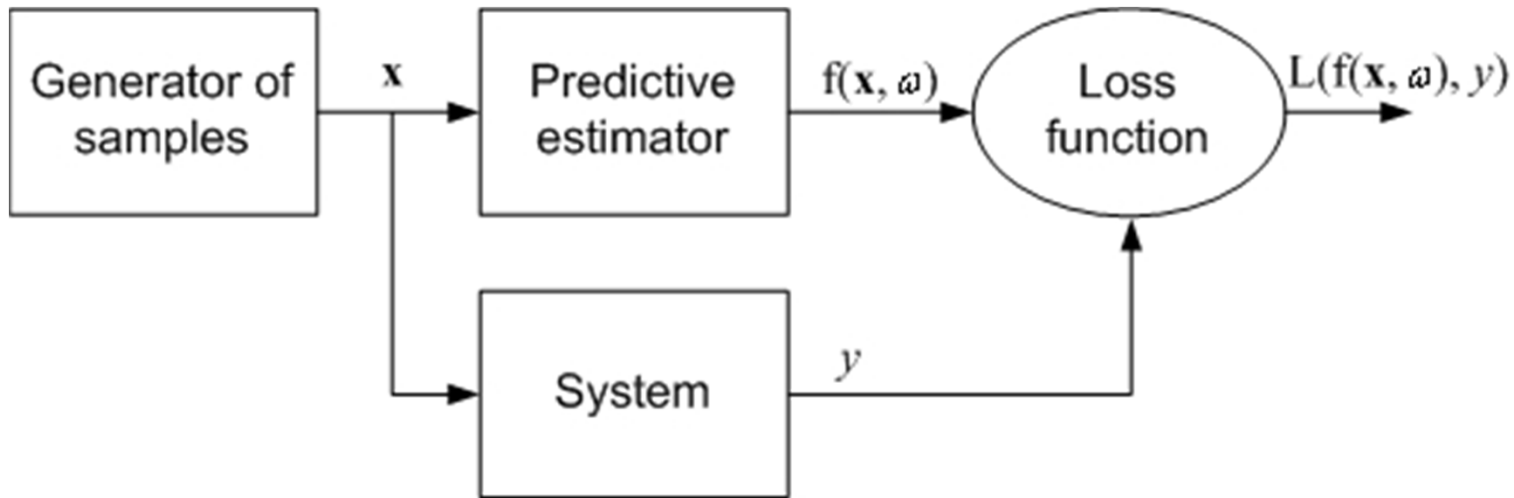 Generator of
samples
x
Predictive
estimator
f(x, ω)
Loss
function
L(f(x, ω), y)
System
y